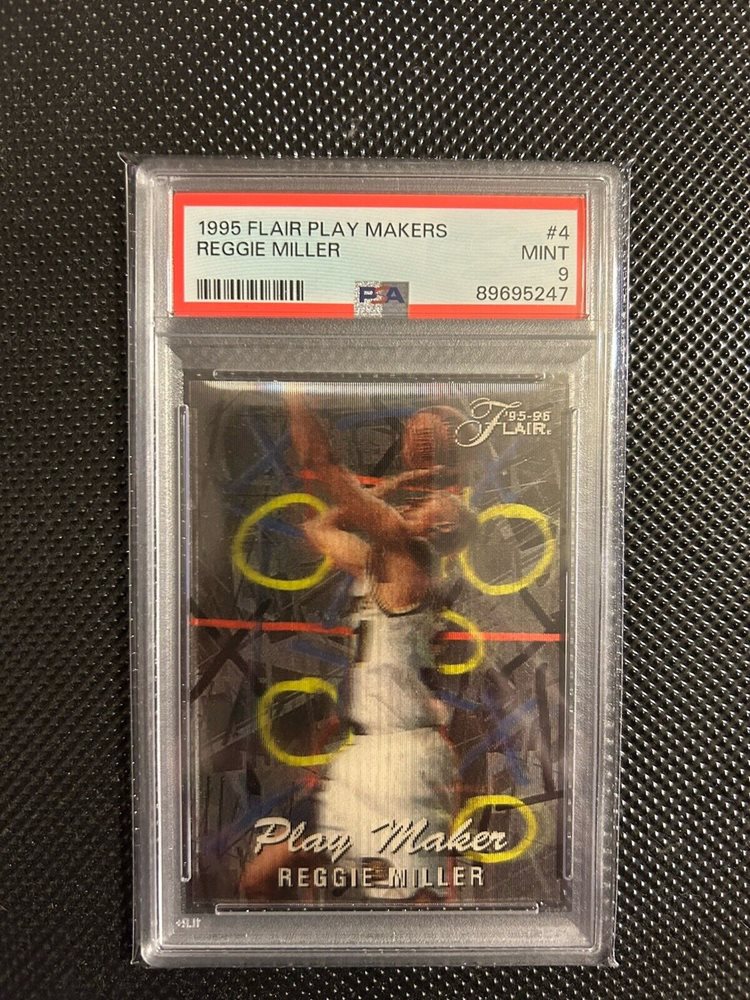 1995 FLAIR PLAY MAKERS #4
REGGIE MILLER MINT
9
PSA 89695247
'95-96
FLAIR
Play Maker
REGGIE MILLER